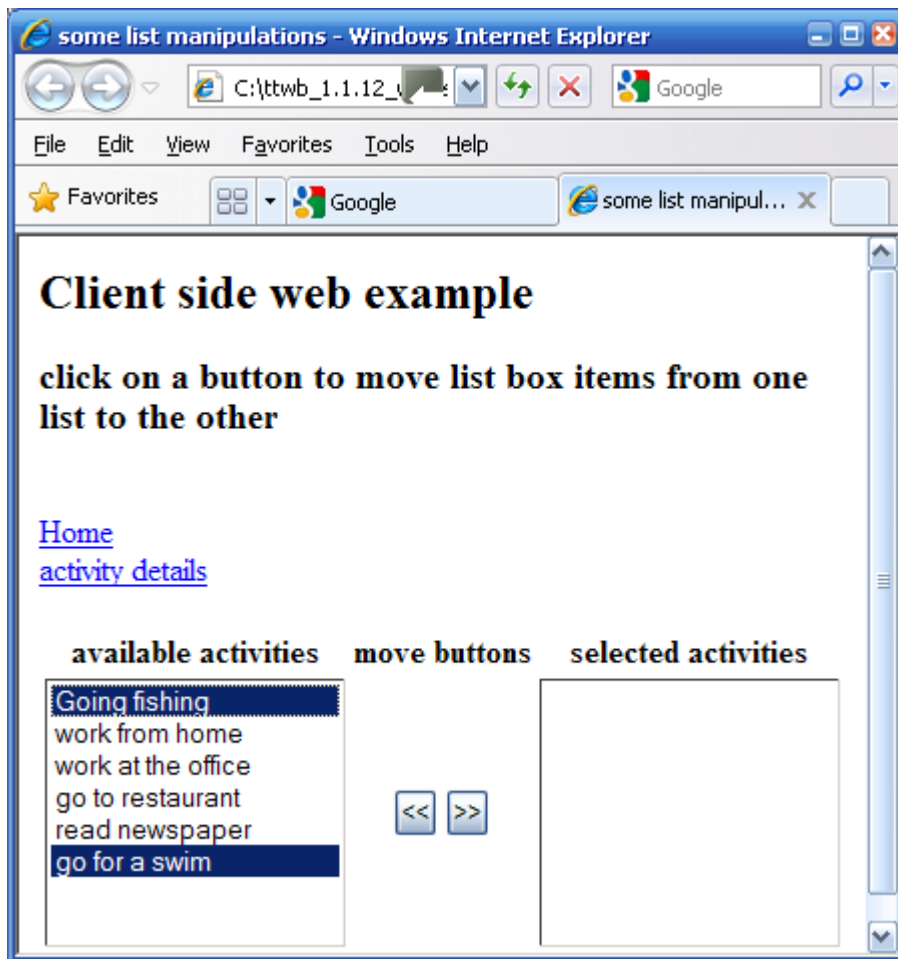 some list manipulations - Windows Internet Explorer
C:\ttwb_1.1.12_ Google
File Edit View Favorites Tools Help
Favorites Google some list manipul...
Client side web example
click on a button to move list box items from one
list to the other
Home
activity details
available activities move buttons selected activities
Going fishing
work from home
work at the office
go to restaurant
read newspaper
go for a swim
<< >>